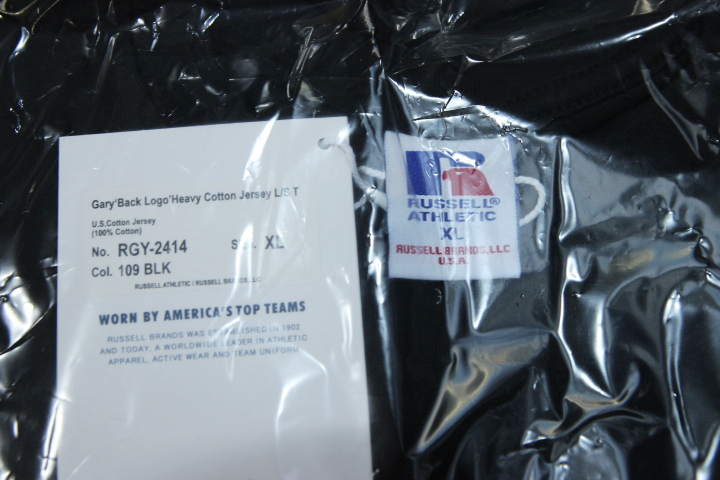 Gary'Back Logo'Heavy Cotton Jersey L/S T
U.S.Cotton Jersey
(100% Cotton)
No. RGY-2414 XL
Col. 109 BLK
RUSSELL ATHLETIC / RUSSELL BRANDS,LLC
WORN BY AMERICA'S TOP TEAMS
RUSSELL BRANDS WAS ESTABLISHED IN 1902
AND TODAY, A WORLDWIDE LEADER IN ATHLETIC
APPAREL, ACTIVE WEAR AND TEAM UNIFORM
RUSSELL®
ATHLETIC
XL
RUSSELL BRANDS,LLC
U.S.A.